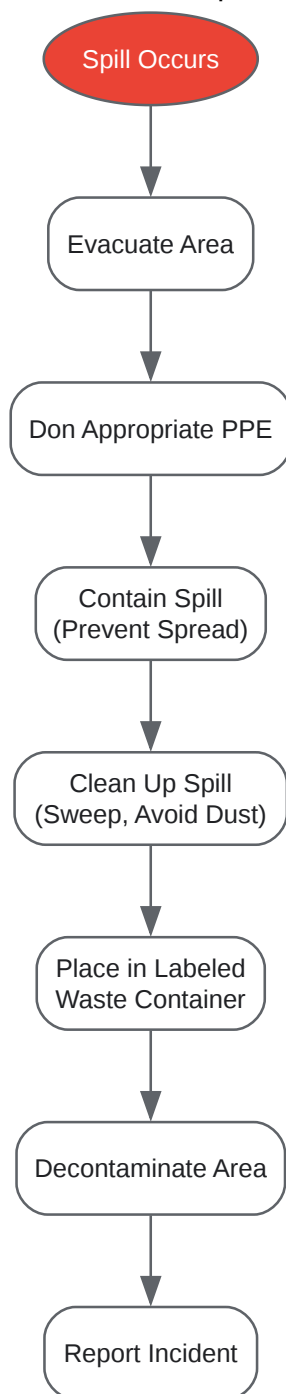 Spill Occurs
Evacuate Area
Don Appropriate PPE
Contain Spill
(Prevent Spread)
Clean Up Spill
(Sweep, Avoid Dust)
Place in Labeled
Waste Container
Decontaminate Area
Report Incident